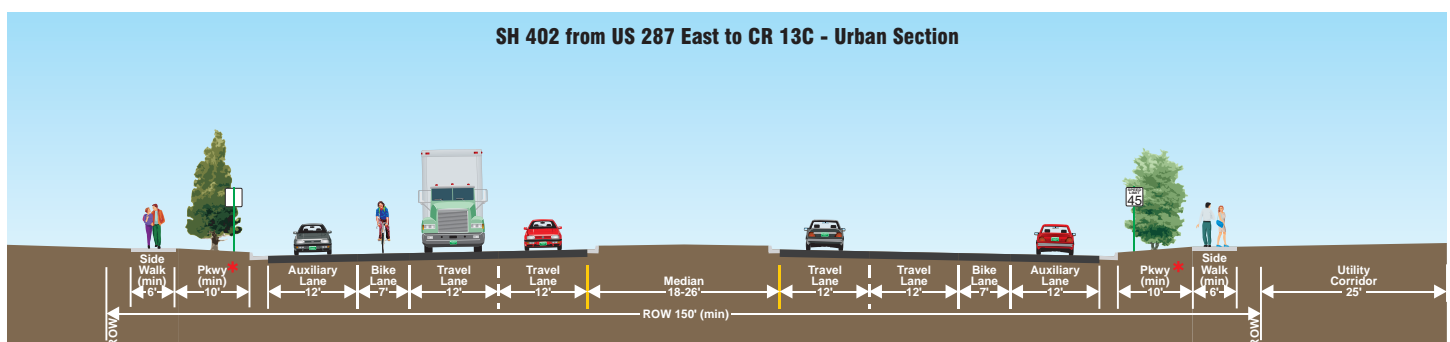 SH 402 from US 287 East to CR 13C - Urban Section
SPEED
LIMIT
45
Side
Walk
(min)
6'
Pkwy *
(min)
10'
Auxiliary
Lane
12'
Bike
Lane
7'
Travel
Lane
12'
Travel
Lane
12'
Median
18-26'
Travel
Lane
12'
Travel
Lane
12'
Bike
Lane
7'
Auxiliary
Lane
12'
Pkwy *
(min)
10'
Side
Walk
(min)
6'
Utility
Corridor
25'
ROW
ROW 150' (min)
ROW